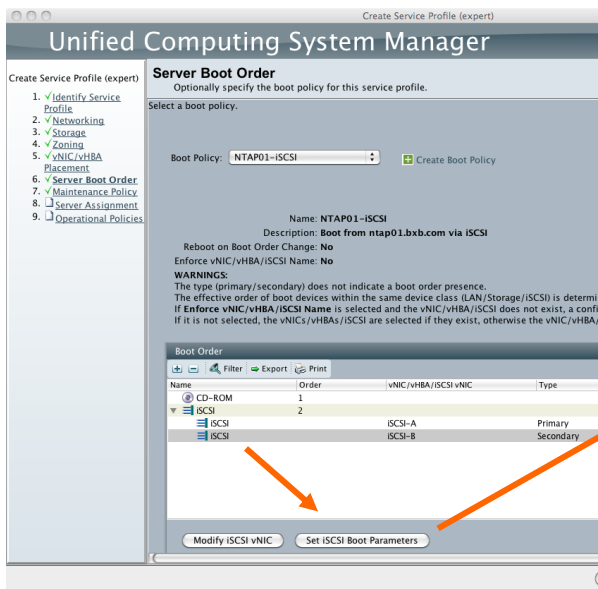 Create Service Profile (expert)
Unified Computing System Manager
Create Service Profile (expert)
1. √Identify Service
Profile
2. √Networking
3. √Storage
4. √Zoning
5. √vNIC/vHBA
Placement
6. √Server Boot Order
7. √Maintenance Policy
8. Server Assignment
9. Operational Policies
Server Boot Order
Optionally specify the boot policy for this service profile.
Select a boot policy.
Boot Policy: NTAP01-iSCSI
Create Boot Policy
Name: NTAP01-iSCSI
Description: Boot from ntap01.bxb.com via iSCSI
Reboot on Boot Order Change: No
Enforce vNIC/vHBA/iSCSI Name: No
WARNINGS:
The type (primary/secondary) does not indicate a boot order presence.
The effective order of boot devices within the same device class (LAN/Storage/iSCSI) is determi
If Enforce vNIC/vHBA/iSCSI Name is selected and the vNIC/vHBA/iSCSI does not exist, a confi
If it is not selected, the vNICs/vHBAs/iSCSI are selected if they exist, otherwise the vNIC/vHBA/
Boot Order
Filter Export Print
Name Order vNIC/vHBA/iSCSI vNIC Type
CD-ROM 1
iSCSI 2
iSCSI iSCSI-A Primary
iSCSI iSCSI-B Secondary
Modify iSCSI vNIC Set iSCSI Boot Parameters